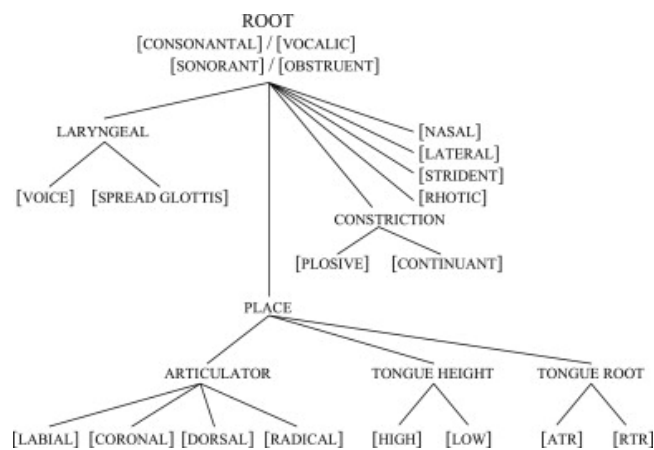 ROOT
[CONSONANTAL] / [VOCALIC]
[SONORANT] / [OBSTRUENT]
LARYNGEAL
[NASAL]
[LATERAL]
[STRIDENT]
[RHOTIC]
[VOICE] [SPREAD GLOTTIS]
CONSTRICTION
[PLOSIVE] [CONTINUANT]
PLACE
ARTICULATOR TONGUE HEIGHT TONGUE ROOT
[LABIAL] [CORONAL] [DORSAL] [RADICAL] [HIGH] [LOW] [ATR] [RTR]